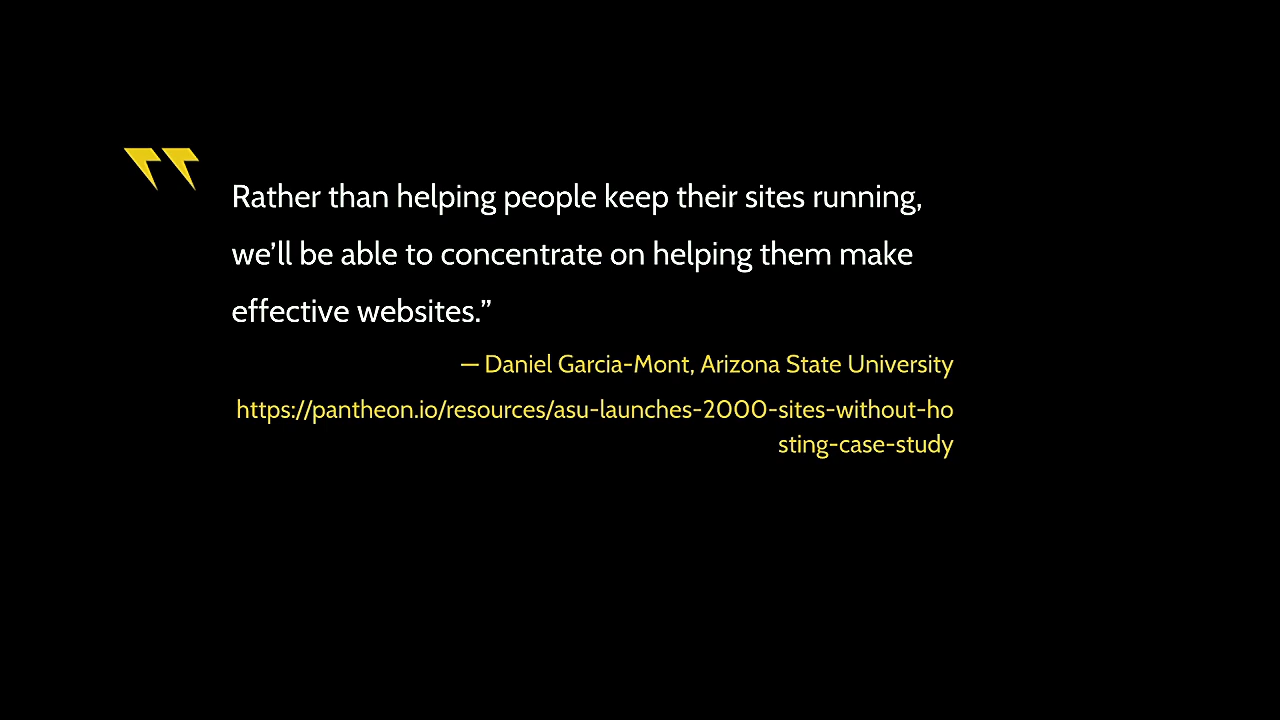 Rather than helping people keep their sites running,
we’ll be able to concentrate on helping them make
effective websites.”
— Daniel Garcia-Mont, Arizona State University
https://pantheon.io/resources/asu-launches-2000-sites-without-ho
sting-case-study